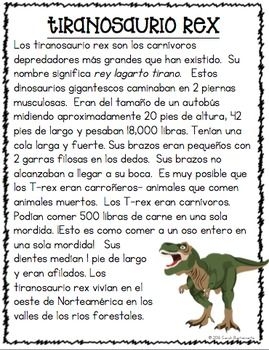 tiranosaurio rex
Los tiranosaurio rex son los carnívoros
depredadores más grandes que han existido. Su
nombre significa rey lagarto tirano. Estos
dinosaurios gigantescos caminaban en 2 piernas
musculosas. Eran del tamaño de un autobús
midiendo aproximadamente 20 pies de altura, 42
pies de largo y pesaban 18,000 libras. Tenían una
cola larga y fuerte. Sus brazos eran pequeños con
2 garras filosas en los dedos. Sus brazos no
alcanzaban a llegar a su boca. Es muy posible que
los T-rex eran carroñeros- animales que comen
animales muertos. Los T-rex eran carnívoros.
Podían comer 500 libras de carne en una sola
mordida. ¡Esto es como comer a un oso entero en
una sola mordida! Sus
dientes median 1 pie de largo
y eran afilados. Los
tiranosaurio rex vivían en el
oeste de Norteamérica en los
valles de los ríos forestales.